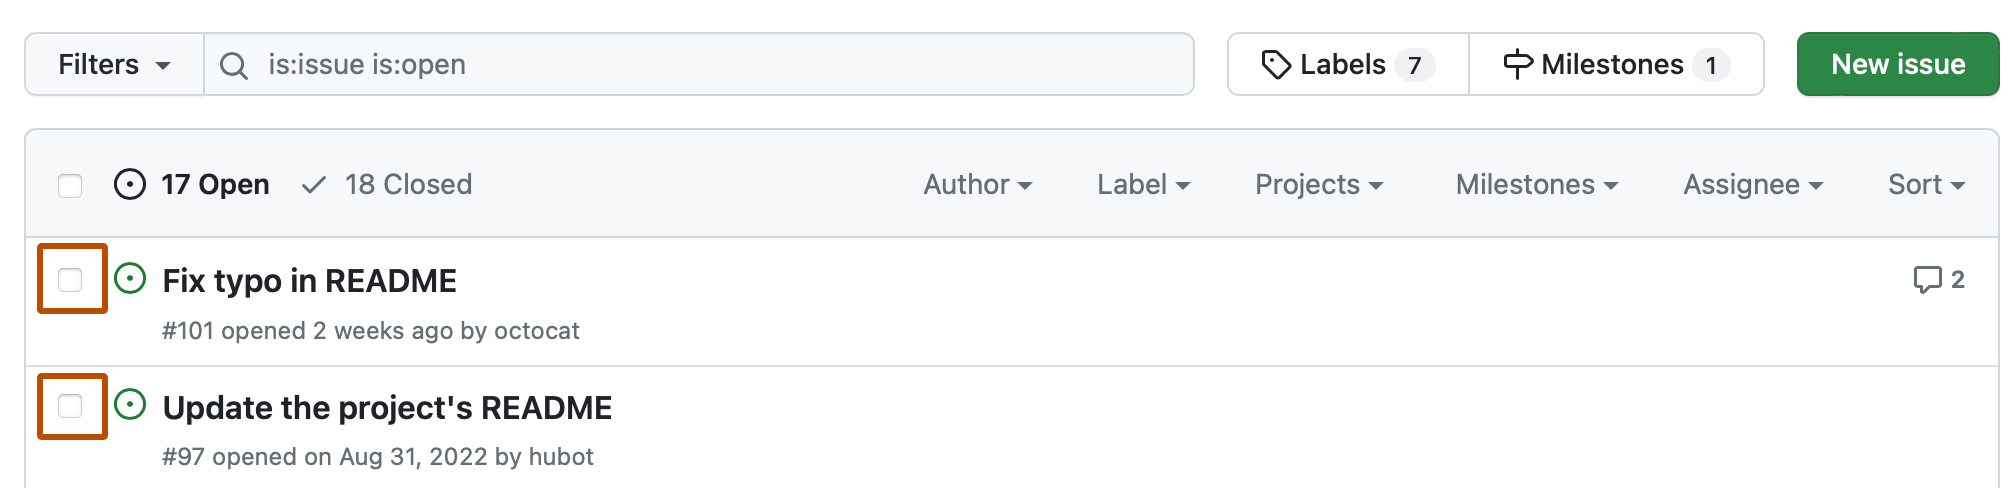 Filters is:issue is:open Labels 7 Milestones 1 New issue
17 Open 18 Closed Author Label Projects Milestones Assignee Sort
Fix typo in README 2
#101 opened 2 weeks ago by octocat
Update the project's README
#97 opened on Aug 31, 2022 by hubot